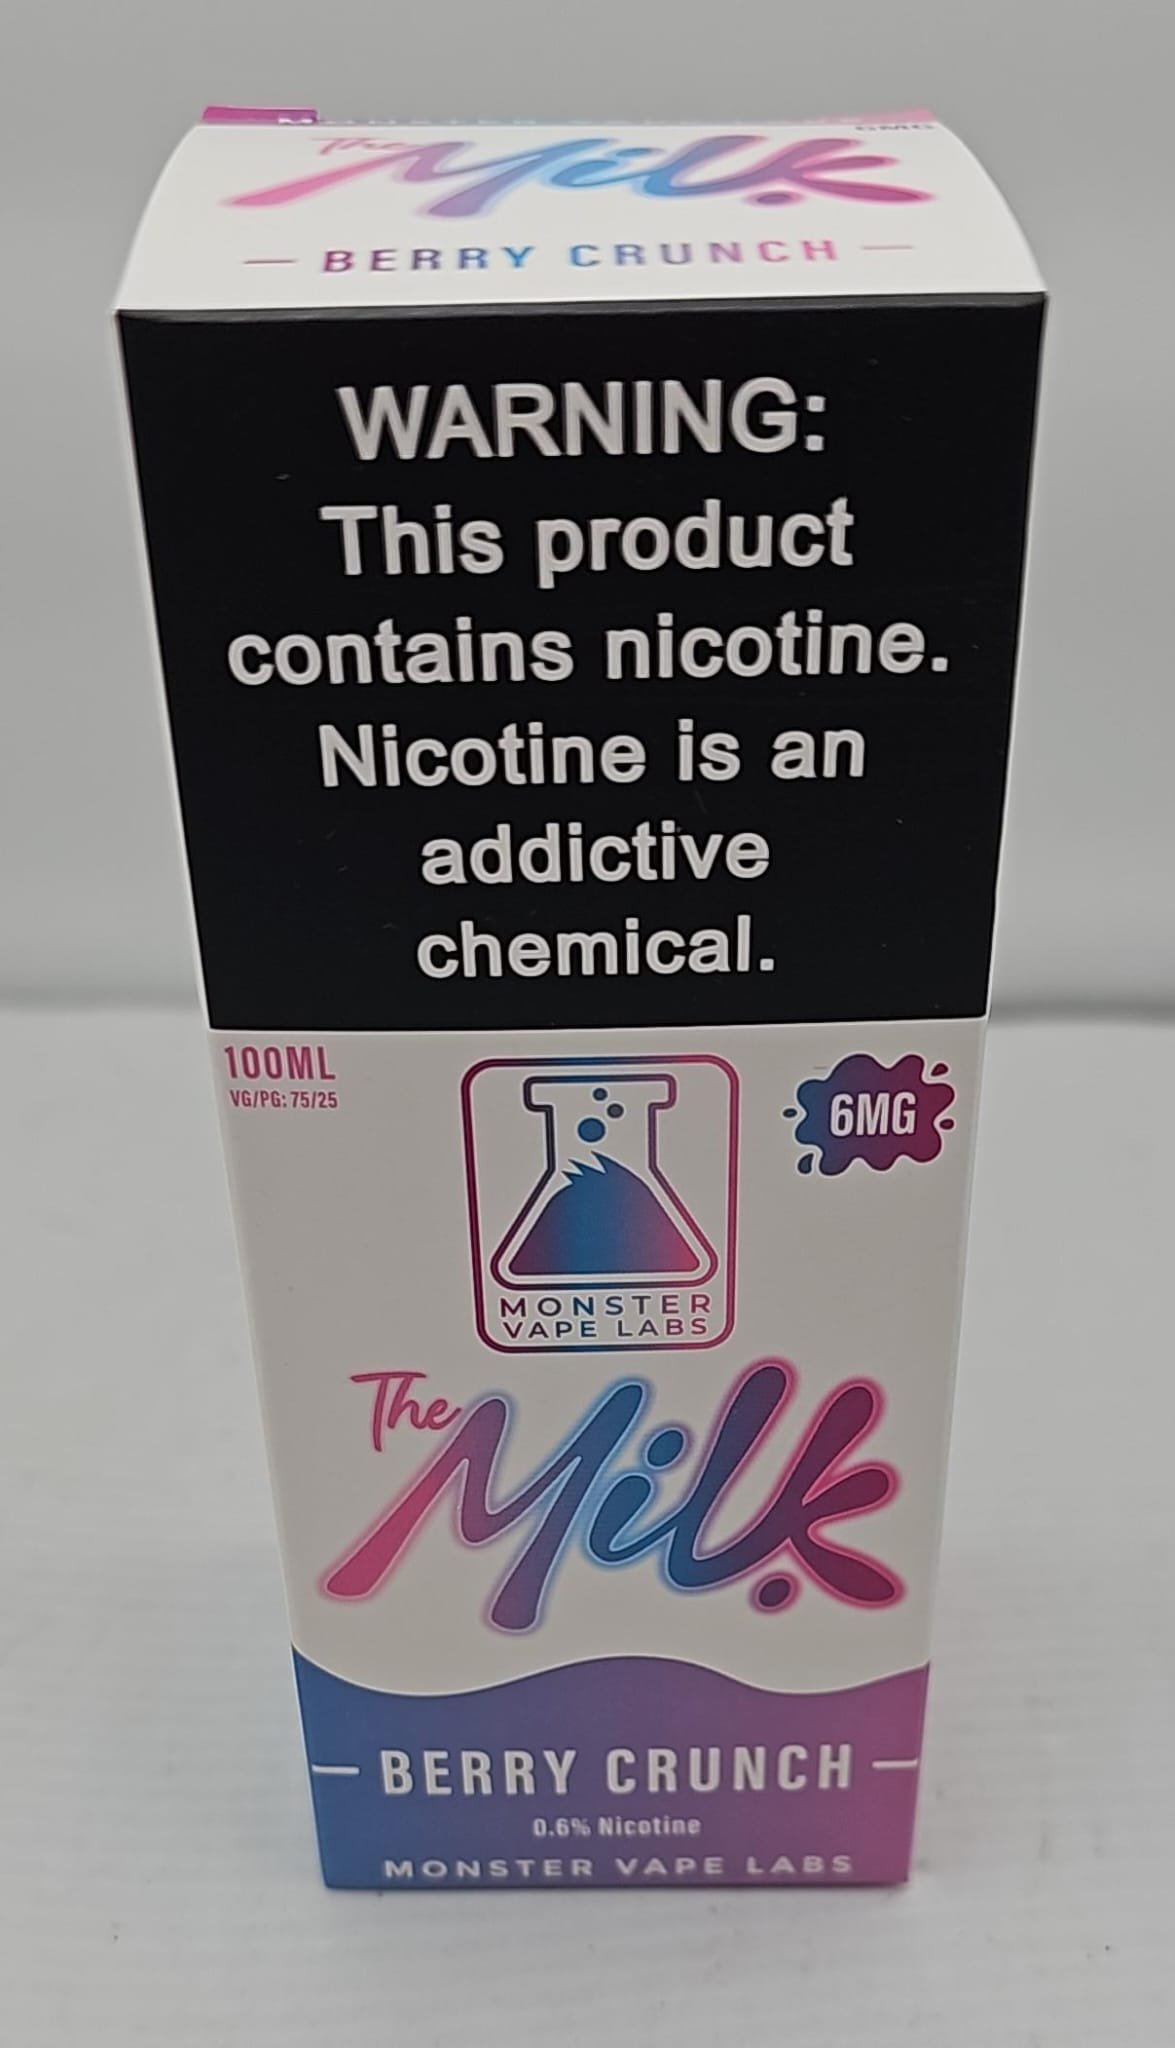 6MG
The Milk
BERRY CRUNCH
WARNING:
This product
contains nicotine.
Nicotine is an
addictive
chemical.
100ML
VG/PG: 75/25
6MG
MONSTER
VAPE LABS
The Milk
BERRY CRUNCH
0.6% Nicotine
MONSTER VAPE LABS